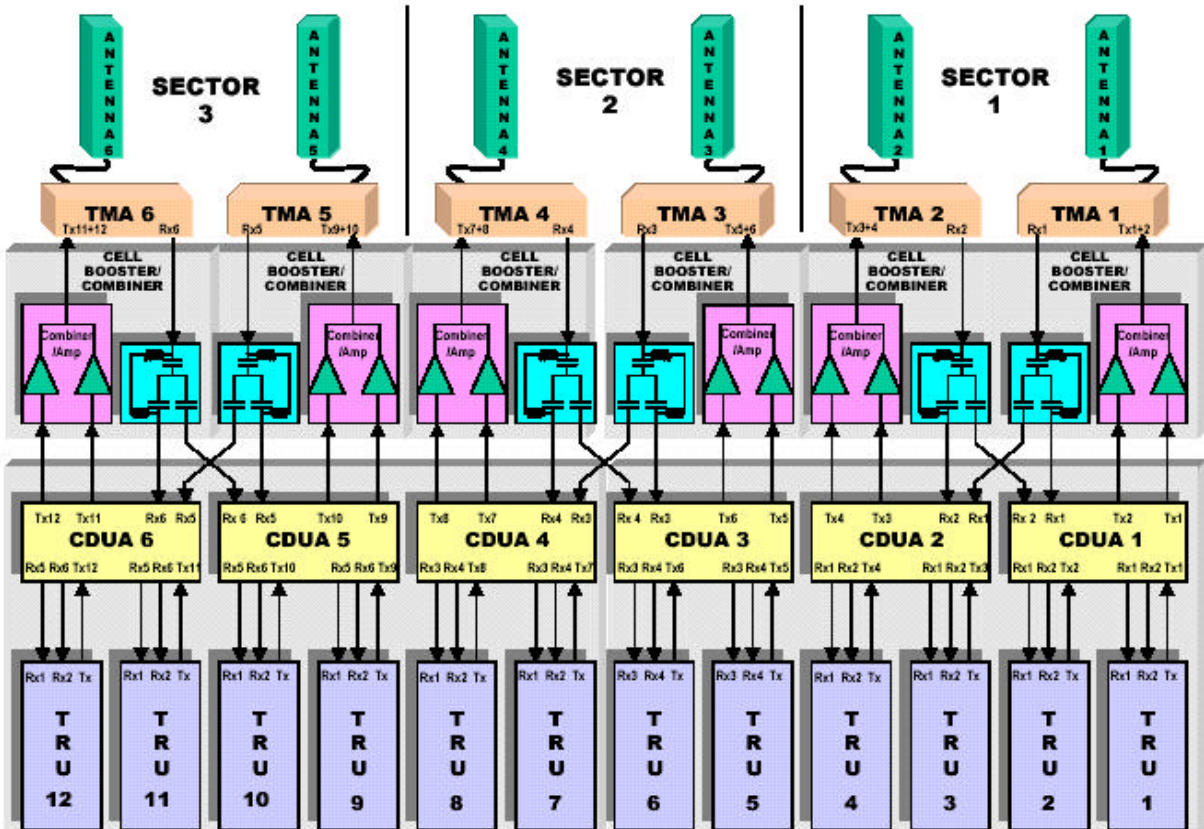 ANTENNA6
ANTENNA5
ANTENNA4
ANTENNA3
ANTENNA2
ANTENNA1
SECTOR
3
SECTOR
2
SECTOR
1
TMA 6
TMA 5
TMA 4
TMA 3
TMA 2
TMA 1
Tx11+12 Rx6
Rx5 Tx9+10
Tx7+8 Rx4
Rx3 Tx5+6
Tx3+4 Rx2
Rx1 Tx1+2
CELL
BOOSTER/
COMBINER
CELL
BOOSTER/
COMBINER
CELL
BOOSTER/
COMBINER
CELL
BOOSTER/
COMBINER
CELL
BOOSTER/
COMBINER
CELL
BOOSTER/
COMBINER
Combiner
/Amp
Combiner
/Amp
Combiner
/Amp
Combiner
/Amp
Combiner
/Amp
Combiner
/Amp
Tx12 Tx11 Rx6 Rx5
CDUA 6
Rx5 Rx6 Tx12 Rx5 Rx6 Tx11
Rx 6 Rx5 Tx10 Tx9
CDUA 5
Rx5 Rx6 Tx10 Rx5 Rx6 Tx9
Tx8 Tx7 Rx4 Rx3
CDUA 4
Rx3 Rx4 Tx8 Rx3 Rx4 Tx7
Rx 4 Rx3 Tx6 Tx5
CDUA 3
Rx3 Rx4 Tx6 Rx3 Rx4 Tx5
Tx4 Tx3 Rx2 Rx1
CDUA 2
Rx1 Rx2 Tx4 Rx1 Rx2 Tx3
Rx 2 Rx1 Tx2 Tx1
CDUA 1
Rx1 Rx2 Tx2 Rx1 Rx2 Tx1
Rx1 Rx2 Tx
TRU
12
Rx1 Rx2 Tx
TRU
11
Rx1 Rx2 Tx
TRU
10
Rx1 Rx2 Tx
TRU
9
Rx1 Rx2 Tx
TRU
8
Rx1 Rx2 Tx
TRU
7
Rx3 Rx4 Tx
TRU
6
Rx3 Rx4 Tx
TRU
5
Rx1 Rx2 Tx
TRU
4
Rx1 Rx2 Tx
TRU
3
Rx1 Rx2 Tx
TRU
2
Rx1 Rx2 Tx
TRU
1